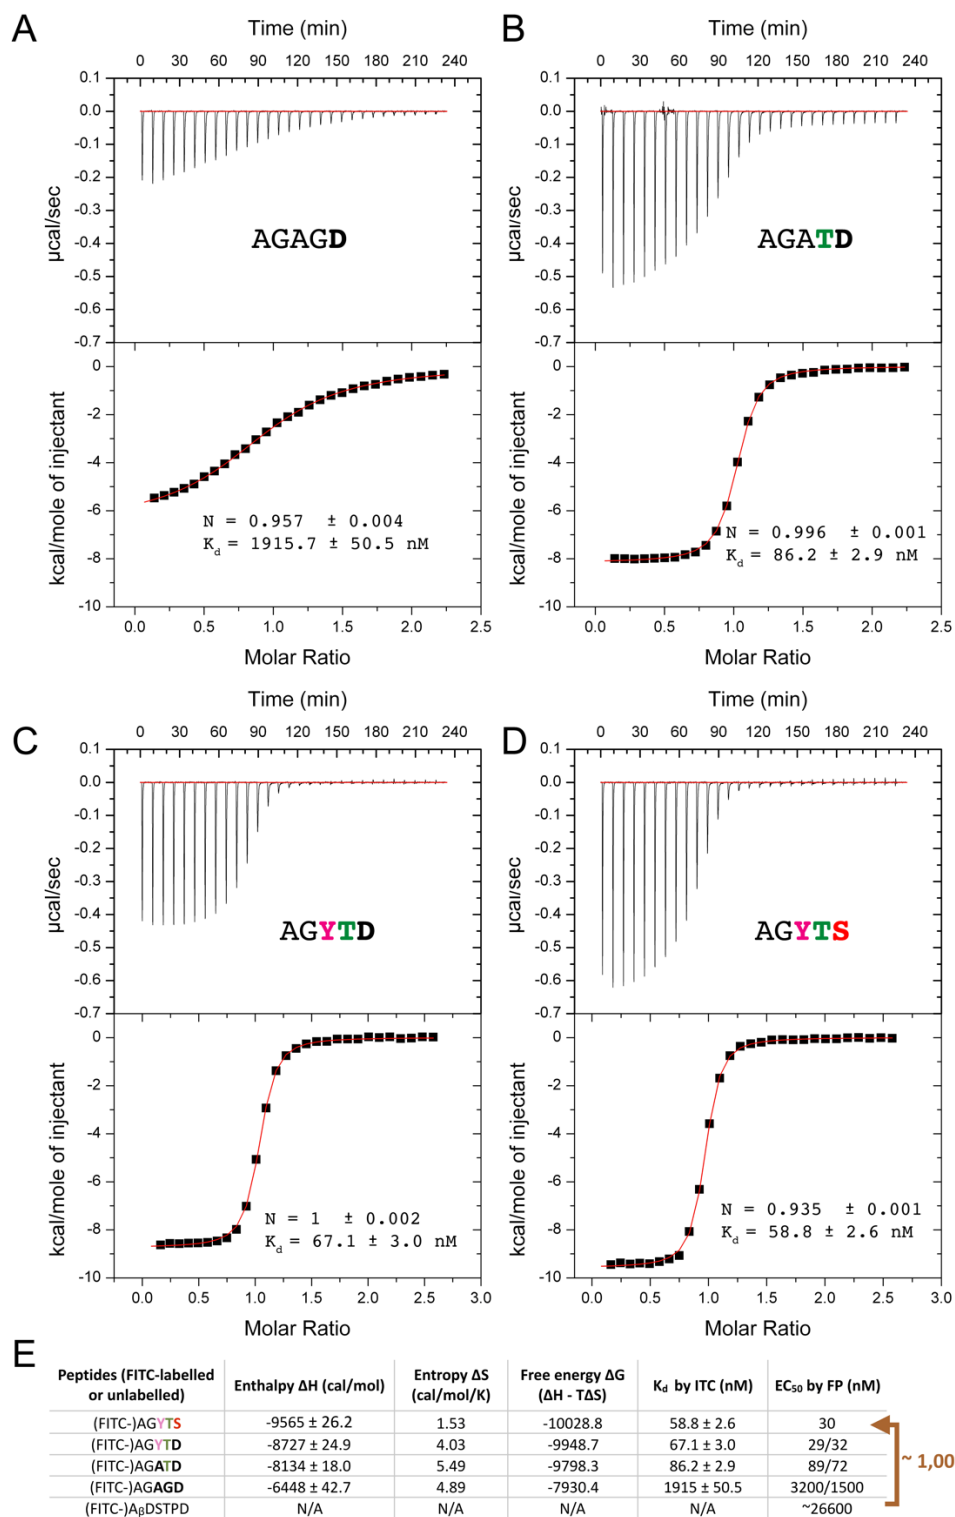 A
Time (min)
0 30 60 90 120 150 180 210 240
0.1
0.0
-0.1
-0.2
-0.3
-0.4
-0.5
-0.6
-0.7
µcal/sec
AGAGD
0
-2
-4
-6
-8
-10
kcal/mole of injectant
N = 0.957 ± 0.004
Kd = 1915.7 ± 50.5 nM
0.0 0.5 1.0 1.5 2.0 2.5
Molar Ratio
B
Time (min)
0 30 60 90 120 150 180 210 240
0.1
0.0
-0.1
-0.2
-0.3
-0.4
-0.5
-0.6
-0.7
µcal/sec
AGATD
0
-2
-4
-6
-8
-10
kcal/mole of injectant
N = 0.996 ± 0.001
Kd = 86.2 ± 2.9 nM
0.0 0.5 1.0 1.5 2.0 2.5
Molar Ratio
C
Time (min)
0 30 60 90 120 150 180 210 240
0.1
0.0
-0.1
-0.2
-0.3
-0.4
-0.5
-0.6
-0.7
µcal/sec
AGYTD
0
-2
-4
-6
-8
-10
kcal/mole of injectant
N = 1 ± 0.002
Kd = 67.1 ± 3.0 nM
0.0 0.5 1.0 1.5 2.0 2.5 3.0
Molar Ratio
D
Time (min)
0 30 60 90 120 150 180 210 240
0.1
0.0
-0.1
-0.2
-0.3
-0.4
-0.5
-0.6
-0.7
µcal/sec
AGYTS
0
-2
-4
-6
-8
-10
kcal/mole of injectant
N = 0.935 ± 0.001
Kd = 58.8 ± 2.6 nM
0.0 0.5 1.0 1.5 2.0 2.5 3.0
Molar Ratio
E
Peptides (FITC-labelled or unlabelled) Enthalpy ΔH (cal/mol) Entropy ΔS (cal/mol/K) Free energy ΔG (ΔH - TΔS) Kd by ITC (nM) EC50 by FP (nM)
(FITC-)AGYTS -9565 ± 26.2 1.53 -10028.8 58.8 ± 2.6 30
(FITC-)AGYTD -8727 ± 24.9 4.03 -9948.7 67.1 ± 3.0 29/32
(FITC-)AGATD -8134 ± 18.0 5.49 -9798.3 86.2 ± 2.9 89/72
(FITC-)AGAGD -6448 ± 42.7 4.89 -7930.4 1915 ± 50.5 3200/1500
(FITC-)AβDSTPD N/A N/A N/A N/A ~26600
~ 1,00